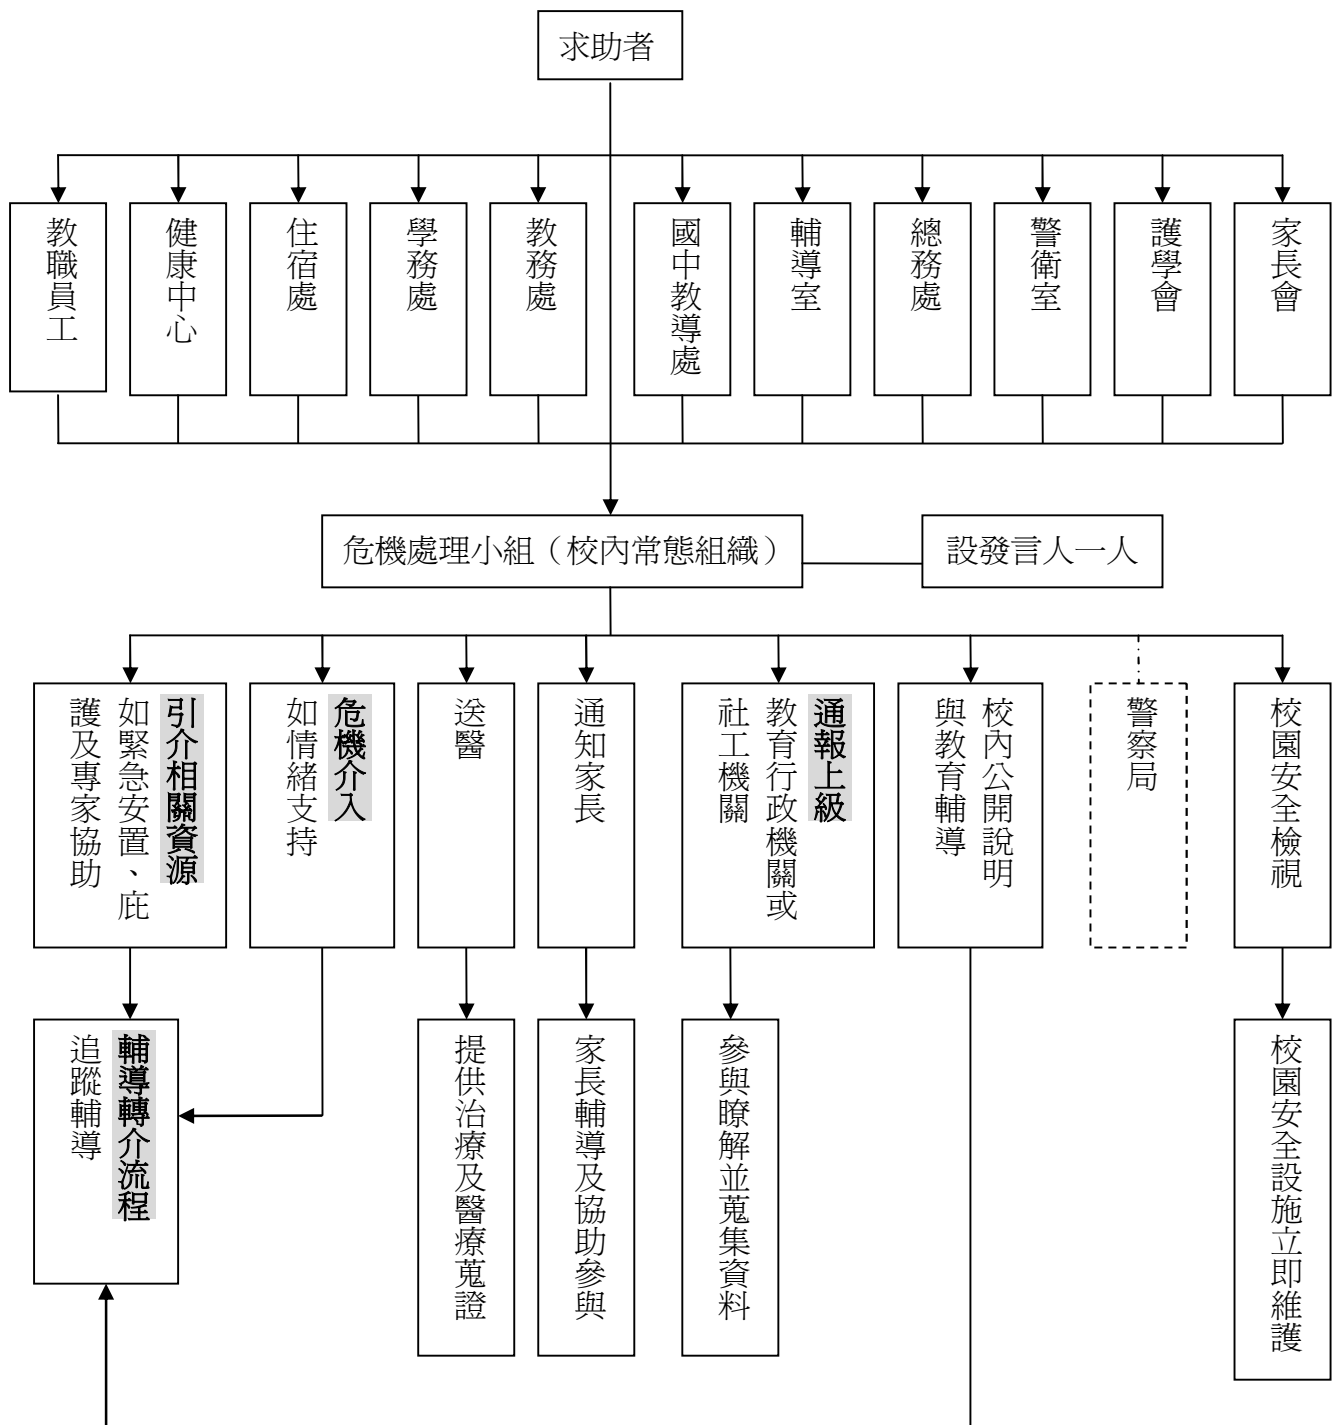 求助者
教職員工
健康中心
住宿處
學務處
教務處
國中教導處
輔導室
總務處
警衛室
護學會
家長會
危機處理小組（校內常態組織）
設發言人一人
引介相關資源
如緊急安置、庇
護及專家協助
危機介入
如情緒支持
送醫
通知家長
通報上級
教育行政機關或
社工機關
校內公開說明
與教育輔導
警察局
校園安全檢視
輔導轉介流程
追蹤輔導
提供治療及醫療蒐證
家長輔導及協助參與
參與瞭解並蒐集資料
校園安全設施立即維護